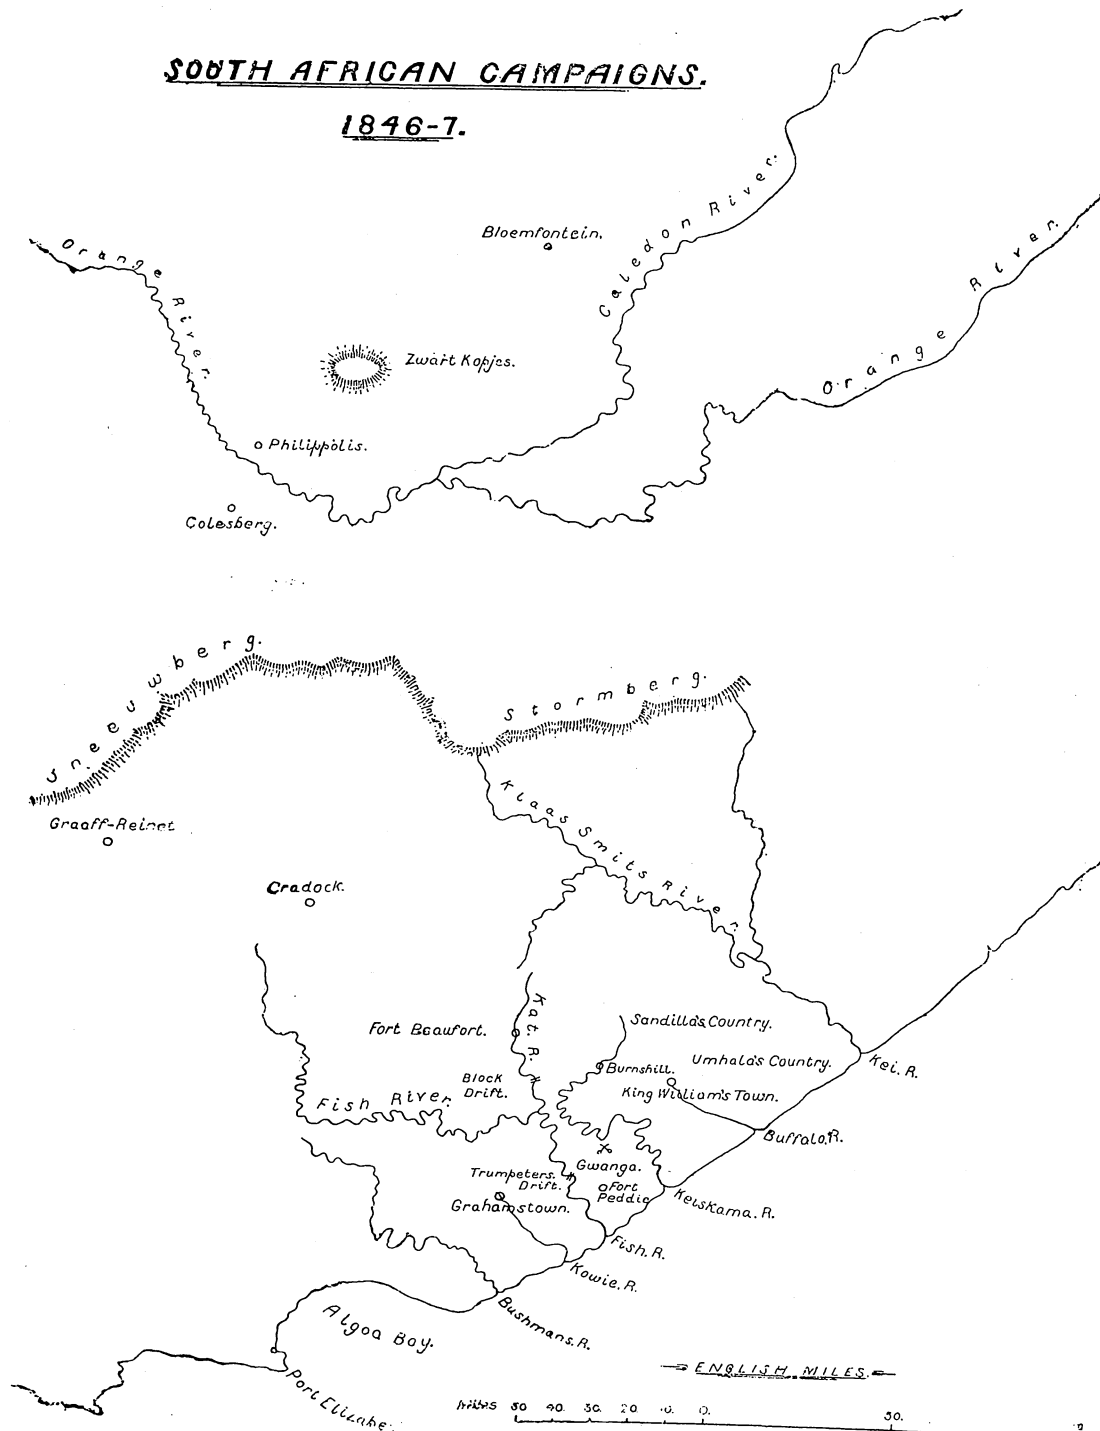 SOUTH AFRICAN CAMPAIGNS.
1846-7.
Orange River.
Bloemfontein.
Caledon River.
Orange River.
Zwart Kopjes.
Philippolis.
Colesberg.
Sneeuwberg.
Stormberg.
Graaff-Reinet
Klaas Smits River.
Cradock.
Kat. R.
Fort Beaufort.
Sandilla's Country.
Umhala's Country.
Kei. R.
Burnshill.
Block
Drift.
King William's Town.
Fish River.
Buffalo. R.
Gwanga.
Trumpeters.
Drift.
Fort
Peddie
Keiskama. R.
Grahamstown.
Fish. R.
Kowie. R.
Bushmans. R.
Algoa Bay.
Port Elizabe
ENGLISH MILES.
Miles 50 40. 30. 20. 10. 0. 50.